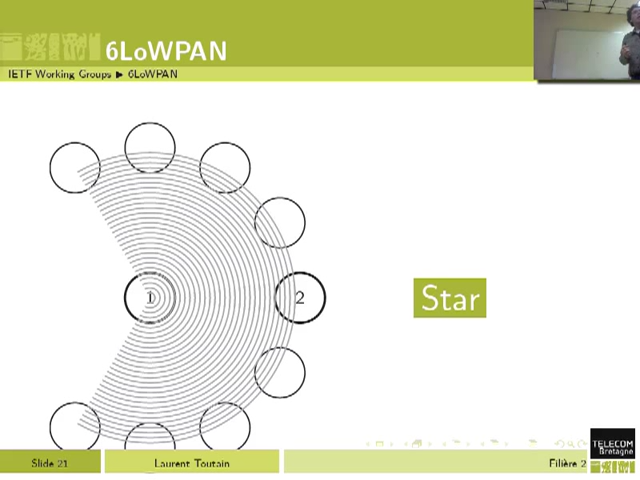 6LoWPAN
IETF Working Groups ▶ 6LoWPAN
1
2
Star
TELECOM
Bretagne
Slide 21
Laurent Toutain
Filière 2